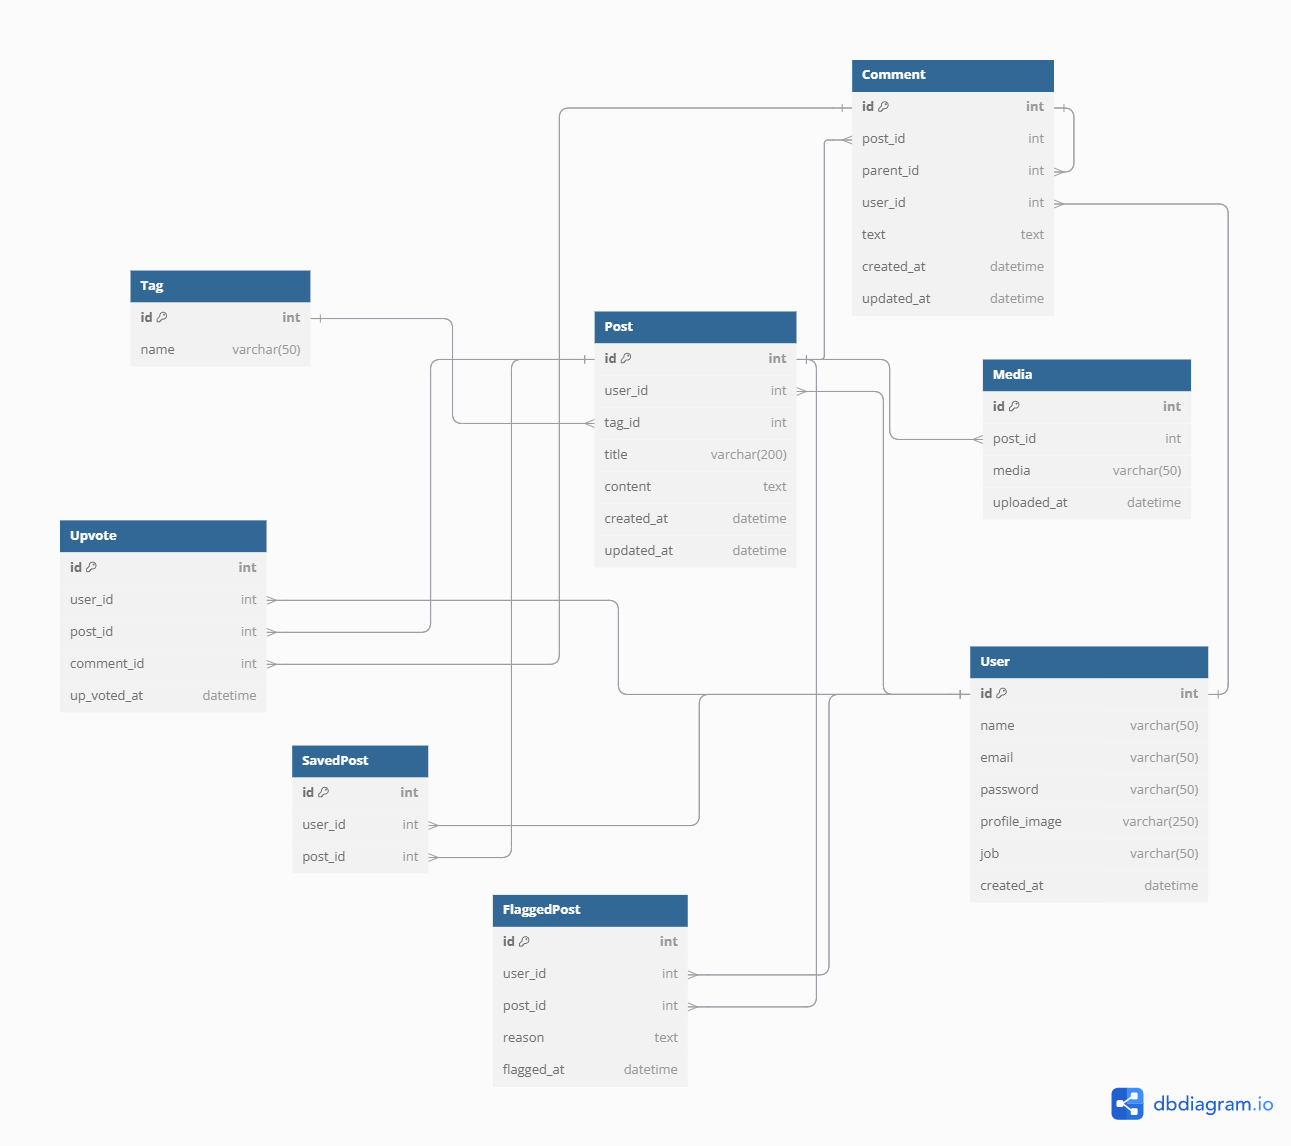 Comment
id int
post_id int
parent_id int
user_id int
text text
created_at datetime
updated_at datetime
Tag
id int
name varchar(50)
Post
id int
user_id int
tag_id int
title varchar(200)
content text
created_at datetime
updated_at datetime
Media
id int
post_id int
media varchar(50)
uploaded_at datetime
Upvote
id int
user_id int
post_id int
comment_id int
up_voted_at datetime
User
id int
name varchar(50)
email varchar(50)
password varchar(50)
profile_image varchar(250)
job varchar(50)
created_at datetime
SavedPost
id int
user_id int
post_id int
FlaggedPost
id int
user_id int
post_id int
reason text
flagged_at datetime
dbdiagram.io